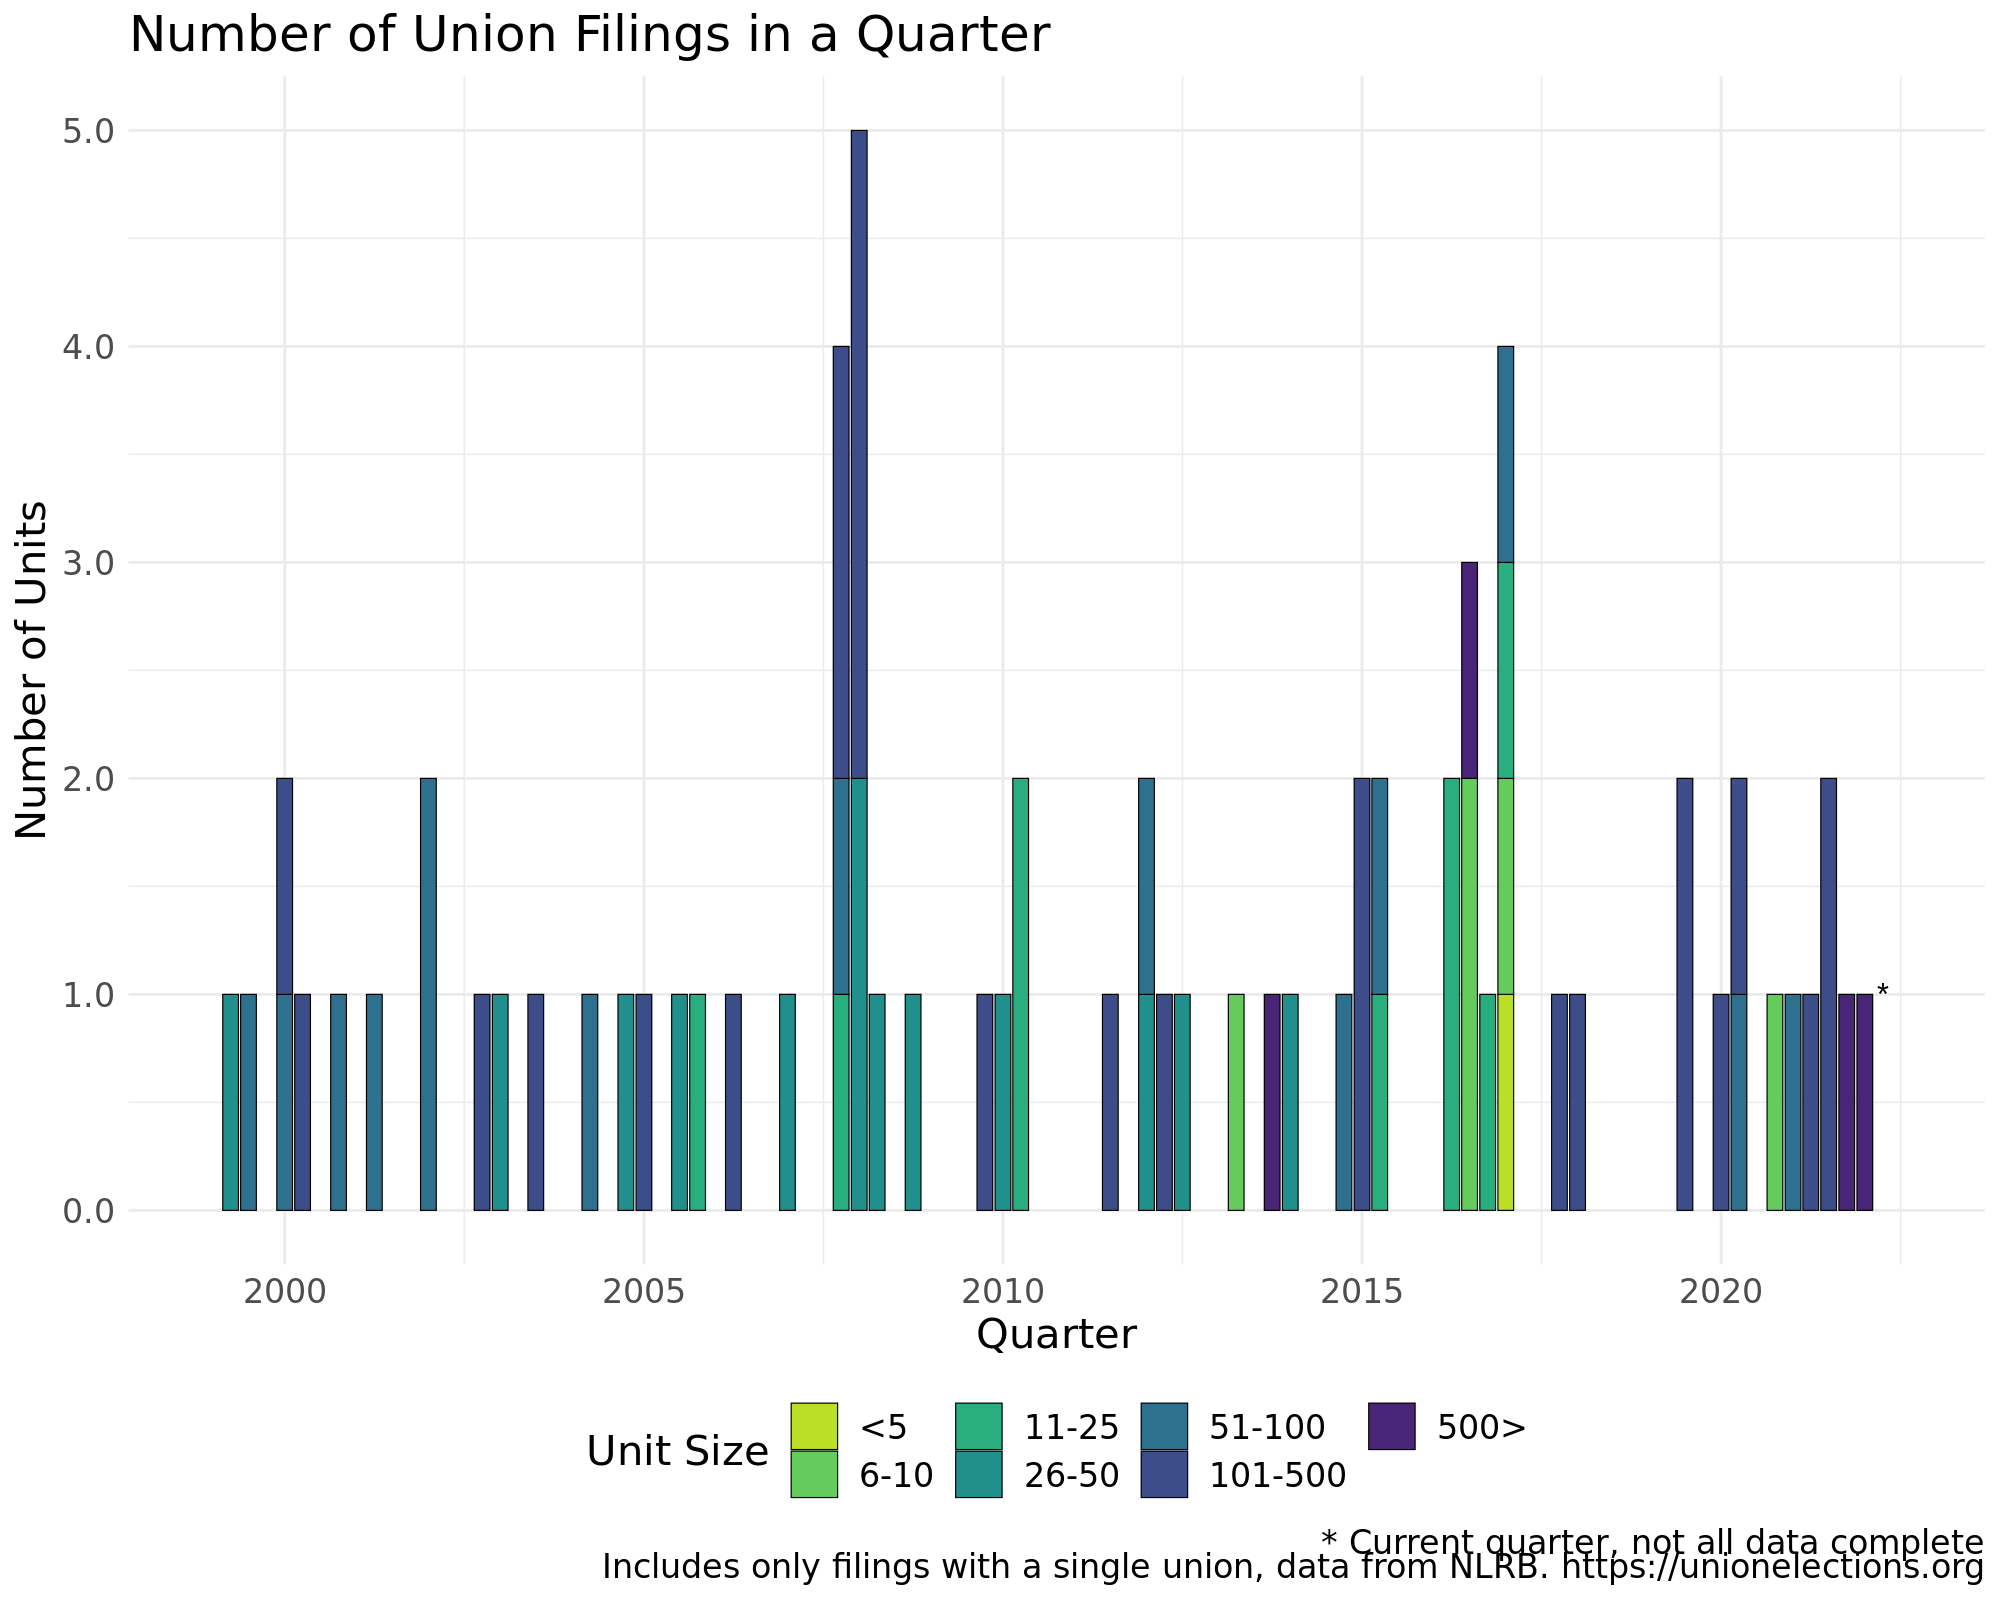 Number of Union Filings in a Quarter
Number of Units
5.0
4.0
3.0
2.0
1.0
0.0
*
2000 2005 2010 2015 2020
Quarter
Unit Size
<5 11-25 51-100 500>
6-10 26-50 101-500
* Current quarter, not all data complete
Includes only filings with a single union, data from NLRB. https://unionelections.org